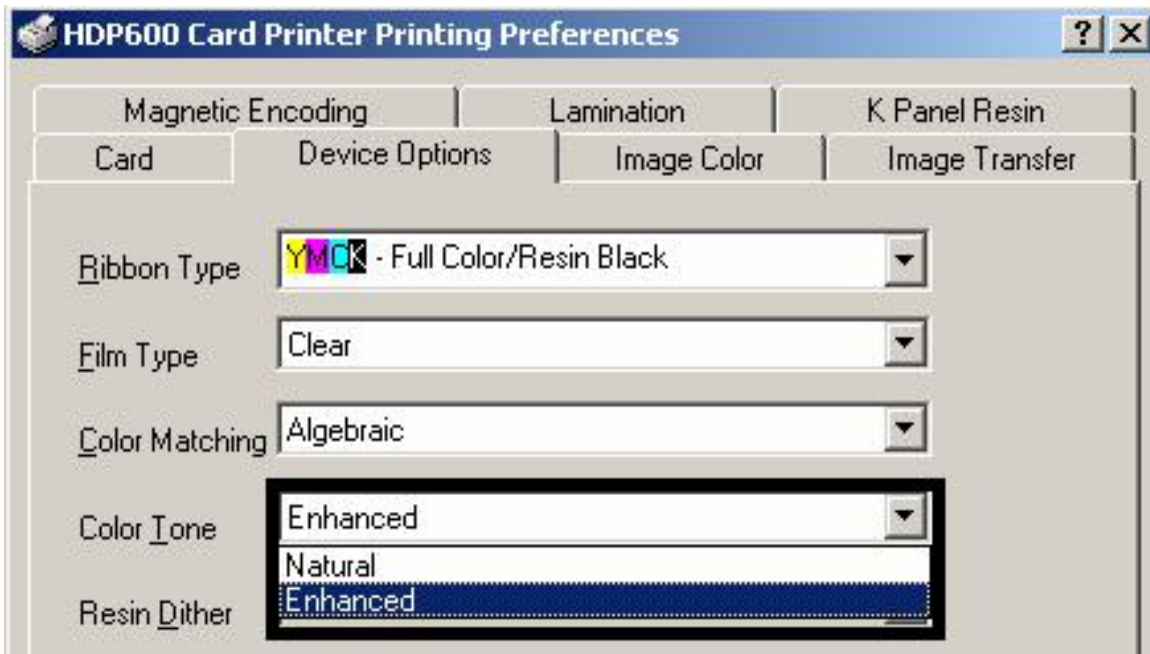 HDP600 Card Printer Printing Preferences
Magnetic Encoding Lamination K Panel Resin
Card Device Options Image Color Image Transfer
Ribbon Type YMCK - Full Color/Resin Black
Film Type Clear
Color Matching Algebraic
Color Tone Enhanced
Natural
Enhanced
Resin Dither